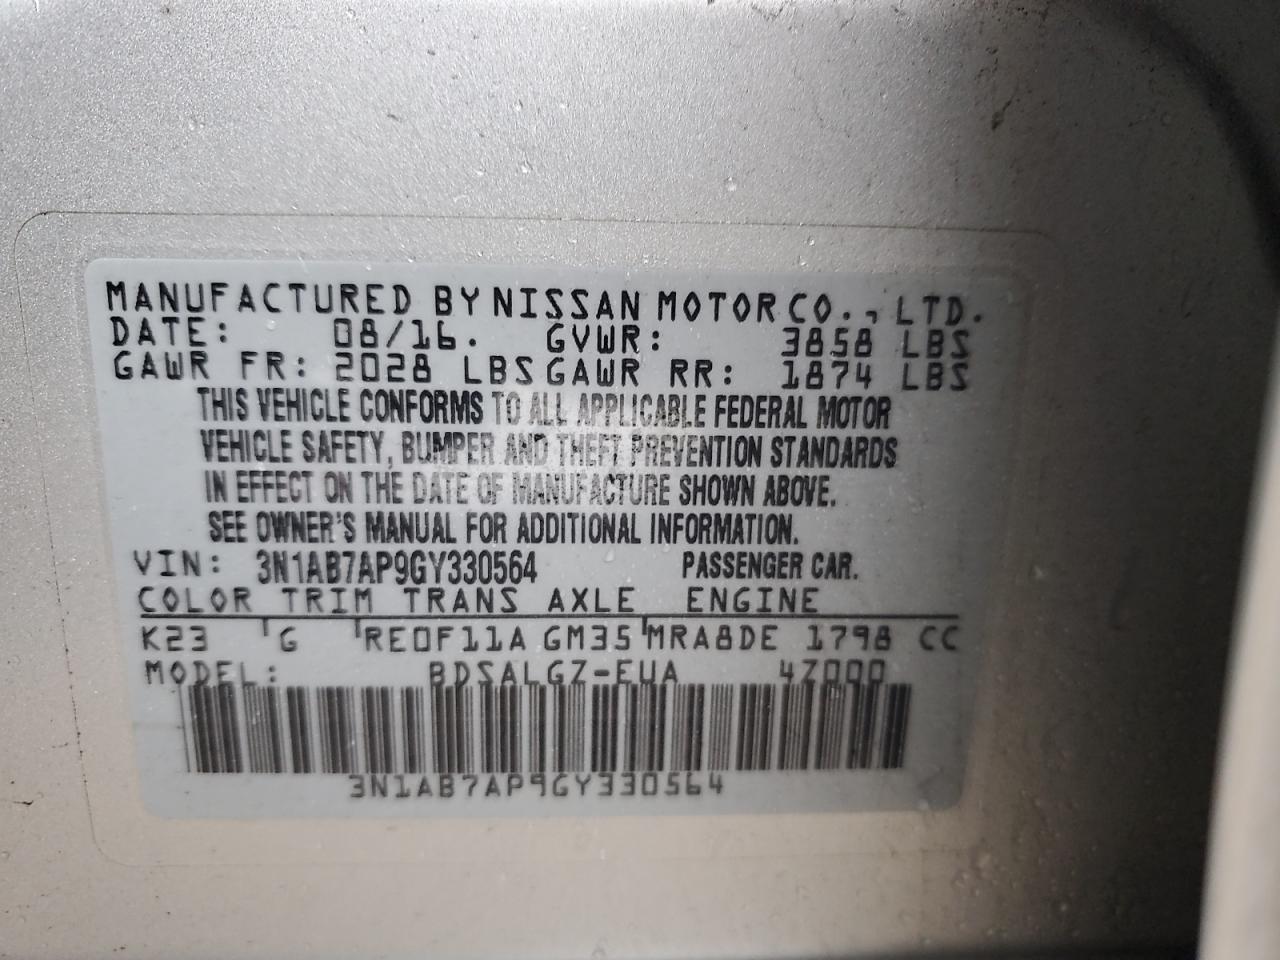 MANUFACTURED BY NISSAN MOTOR CO., LTD.
DATE: 08/16. GVWR: 3858 LBS
GAWR FR: 2028 LBS GAWR RR: 1874 LBS
THIS VEHICLE CONFORMS TO ALL APPLICABLE FEDERAL MOTOR
VEHICLE SAFETY, BUMPER AND THEFT PREVENTION STANDARDS
IN EFFECT ON THE DATE OF MANUFACTURE SHOWN ABOVE.
SEE OWNER'S MANUAL FOR ADDITIONAL INFORMATION.
VIN: 3N1AB7AP9GY330564 PASSENGER CAR.
COLOR TRIM TRANS AXLE ENGINE
K23 G RE0F11A GM35 MRA8DE 1798 CC
MODEL: BDSALGZ-EUA 4Z000
3N1AB7AP9GY330564